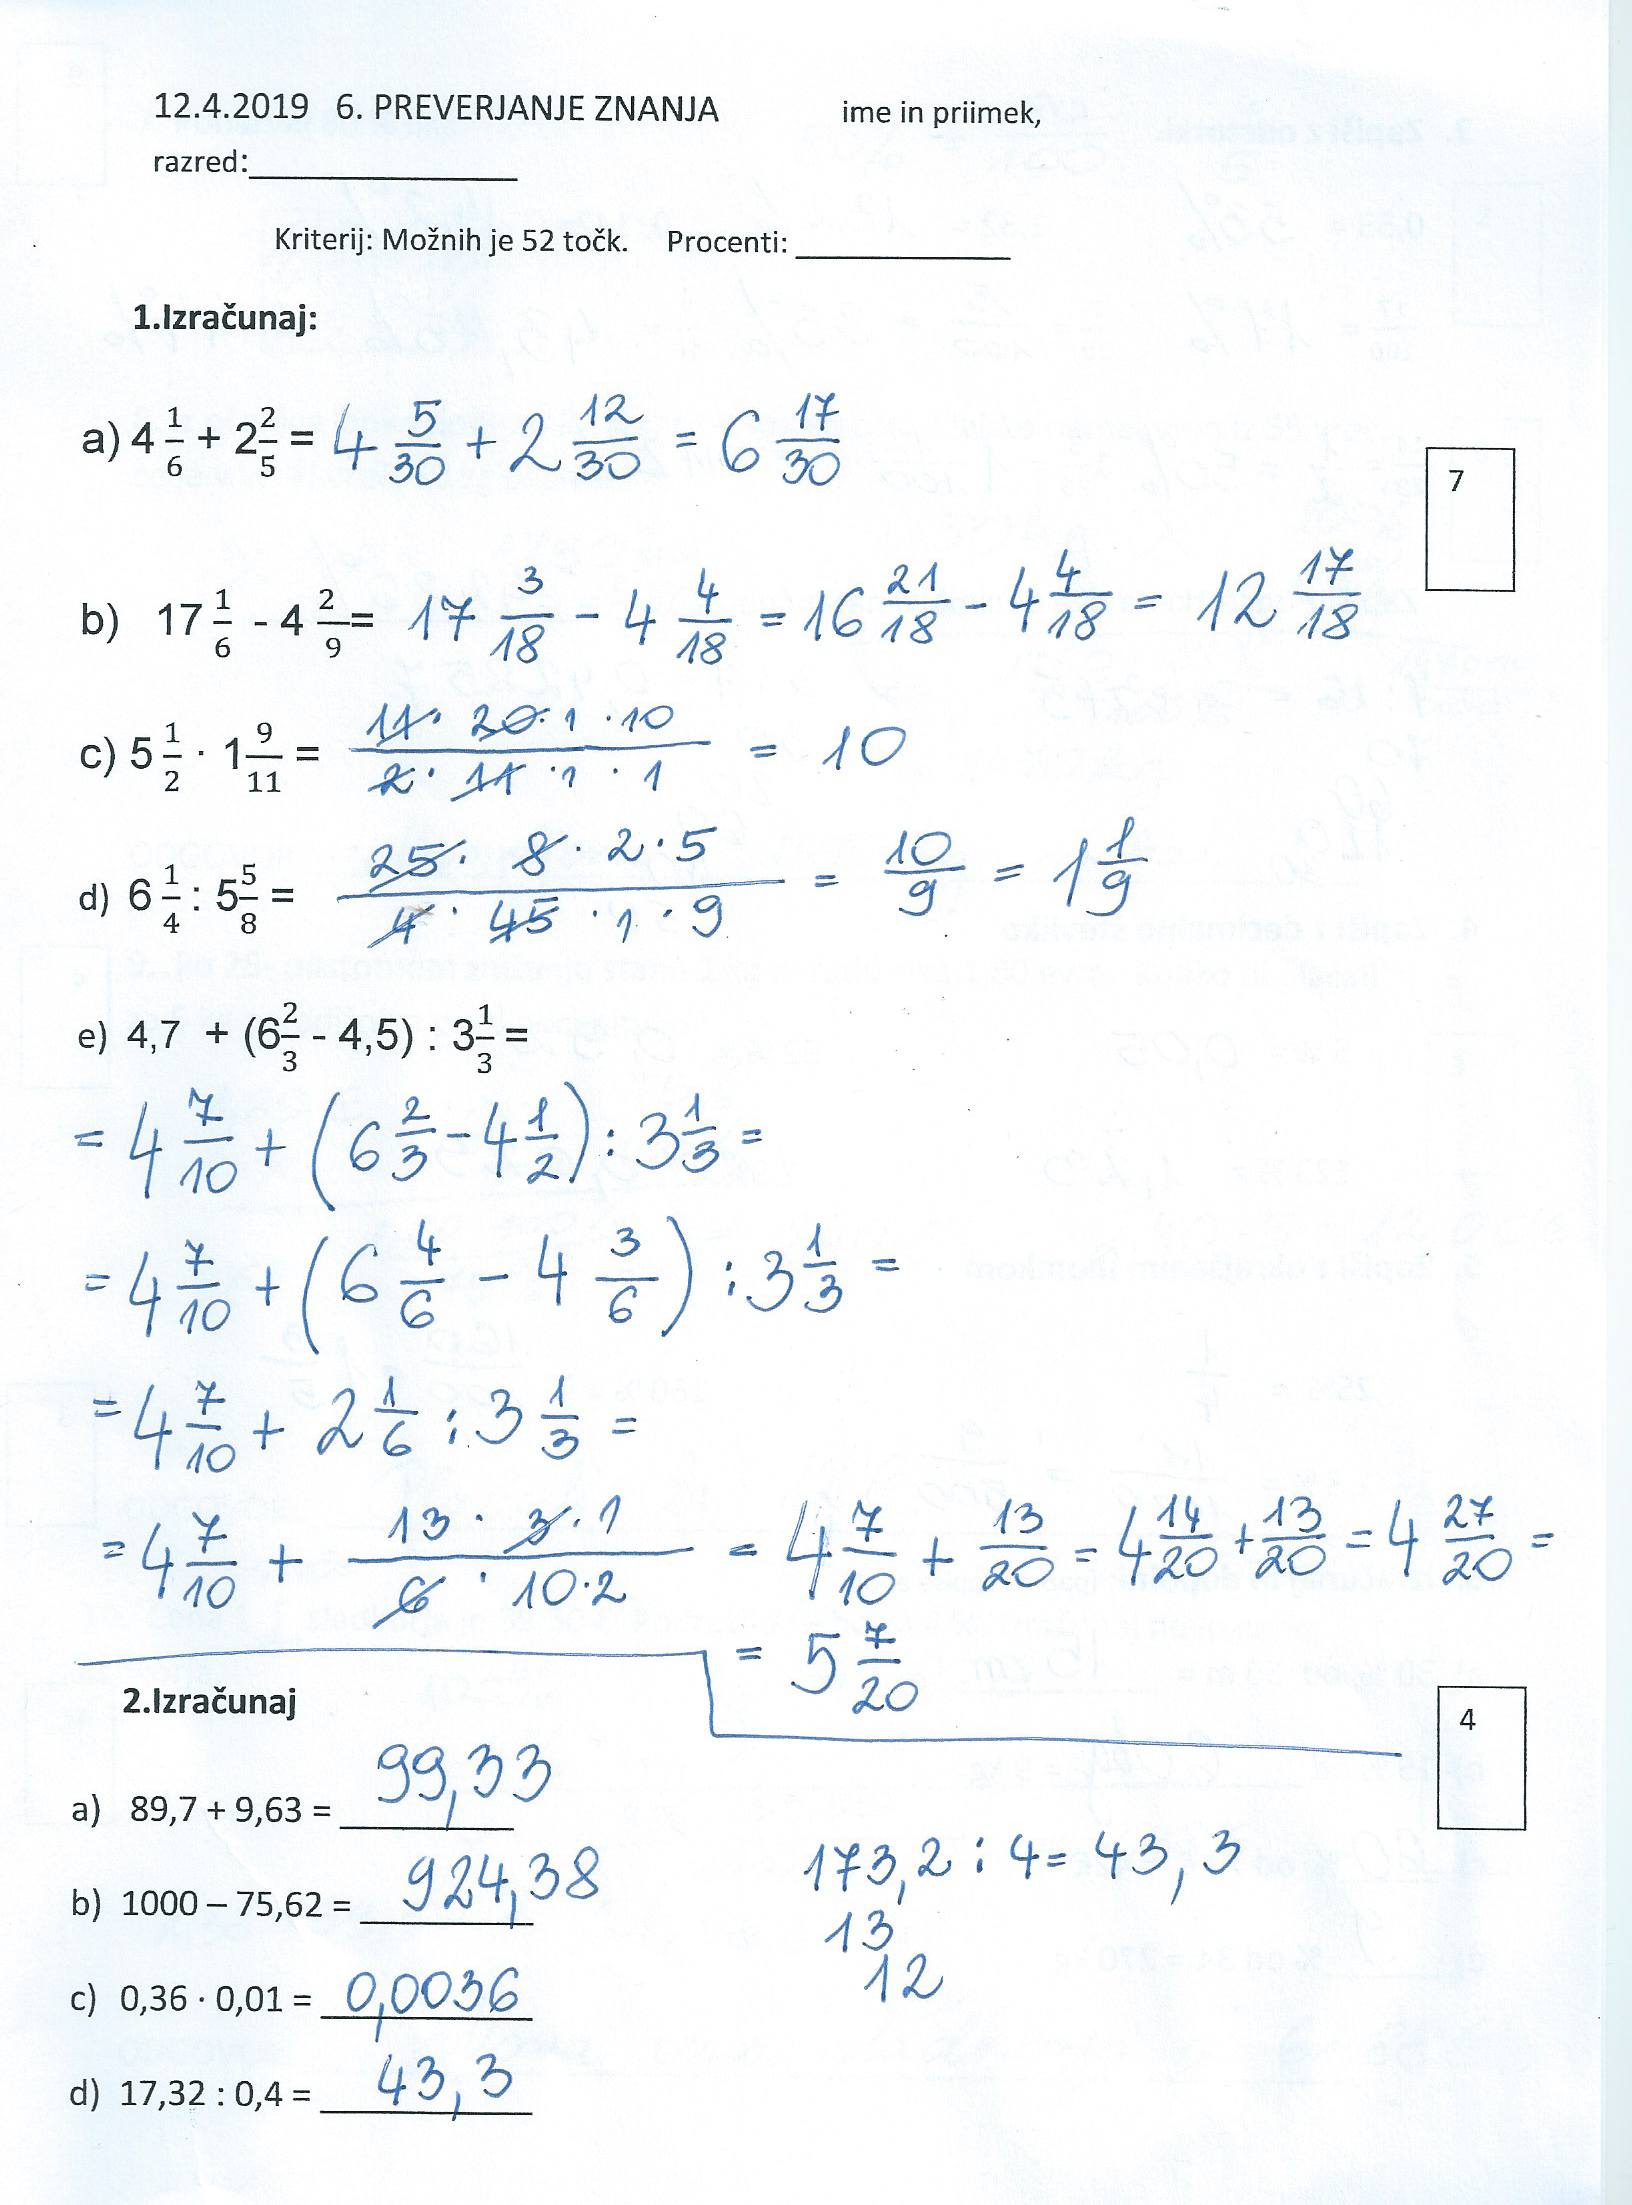 12.4.2019 6. PREVERJANJE ZNANJA ime in priimek,
razred:
Kriterij: Možnih je 52 točk. Procenti:
1.Izračunaj:
a) 4 1/6 + 2 2/5 = 4 5/30 + 2 12/30 = 6 17/30
7
b) 17 1/6 - 4 2/9 = 17 3/18 - 4 4/18 = 16 21/18 - 4 4/18 = 12 17/18
c) 5 1/2 · 1 9/11 = 11 · 20 · 1 · 10 / 2 · 11 · 1 · 1 = 10
d) 6 1/4 : 5 5/8 = 25 · 8 · 2 · 5 / 4 · 45 · 1 · 9 = 10/9 = 1 1/9
e) 4,7 + (6 2/3 - 4,5) : 3 1/3 =
= 4 7/10 + (6 2/3 - 4 1/2) : 3 1/3 =
= 4 7/10 + (6 4/6 - 4 3/6) : 3 1/3 =
= 4 7/10 + 2 1/6 : 3 1/3 =
= 4 7/10 + 13 · 3 · 1 / 6 · 10 · 2 = 4 7/10 + 13/20 = 4 14/20 + 13/20 = 4 27/20 =
= 5 7/20
2.Izračunaj
4
a) 89,7 + 9,63 = 99,33
b) 1000 – 75,62 = 924,38
c) 0,36 · 0,01 = 0,0036
d) 17,32 : 0,4 = 43,3
173,2 : 4 = 43,3
13
12